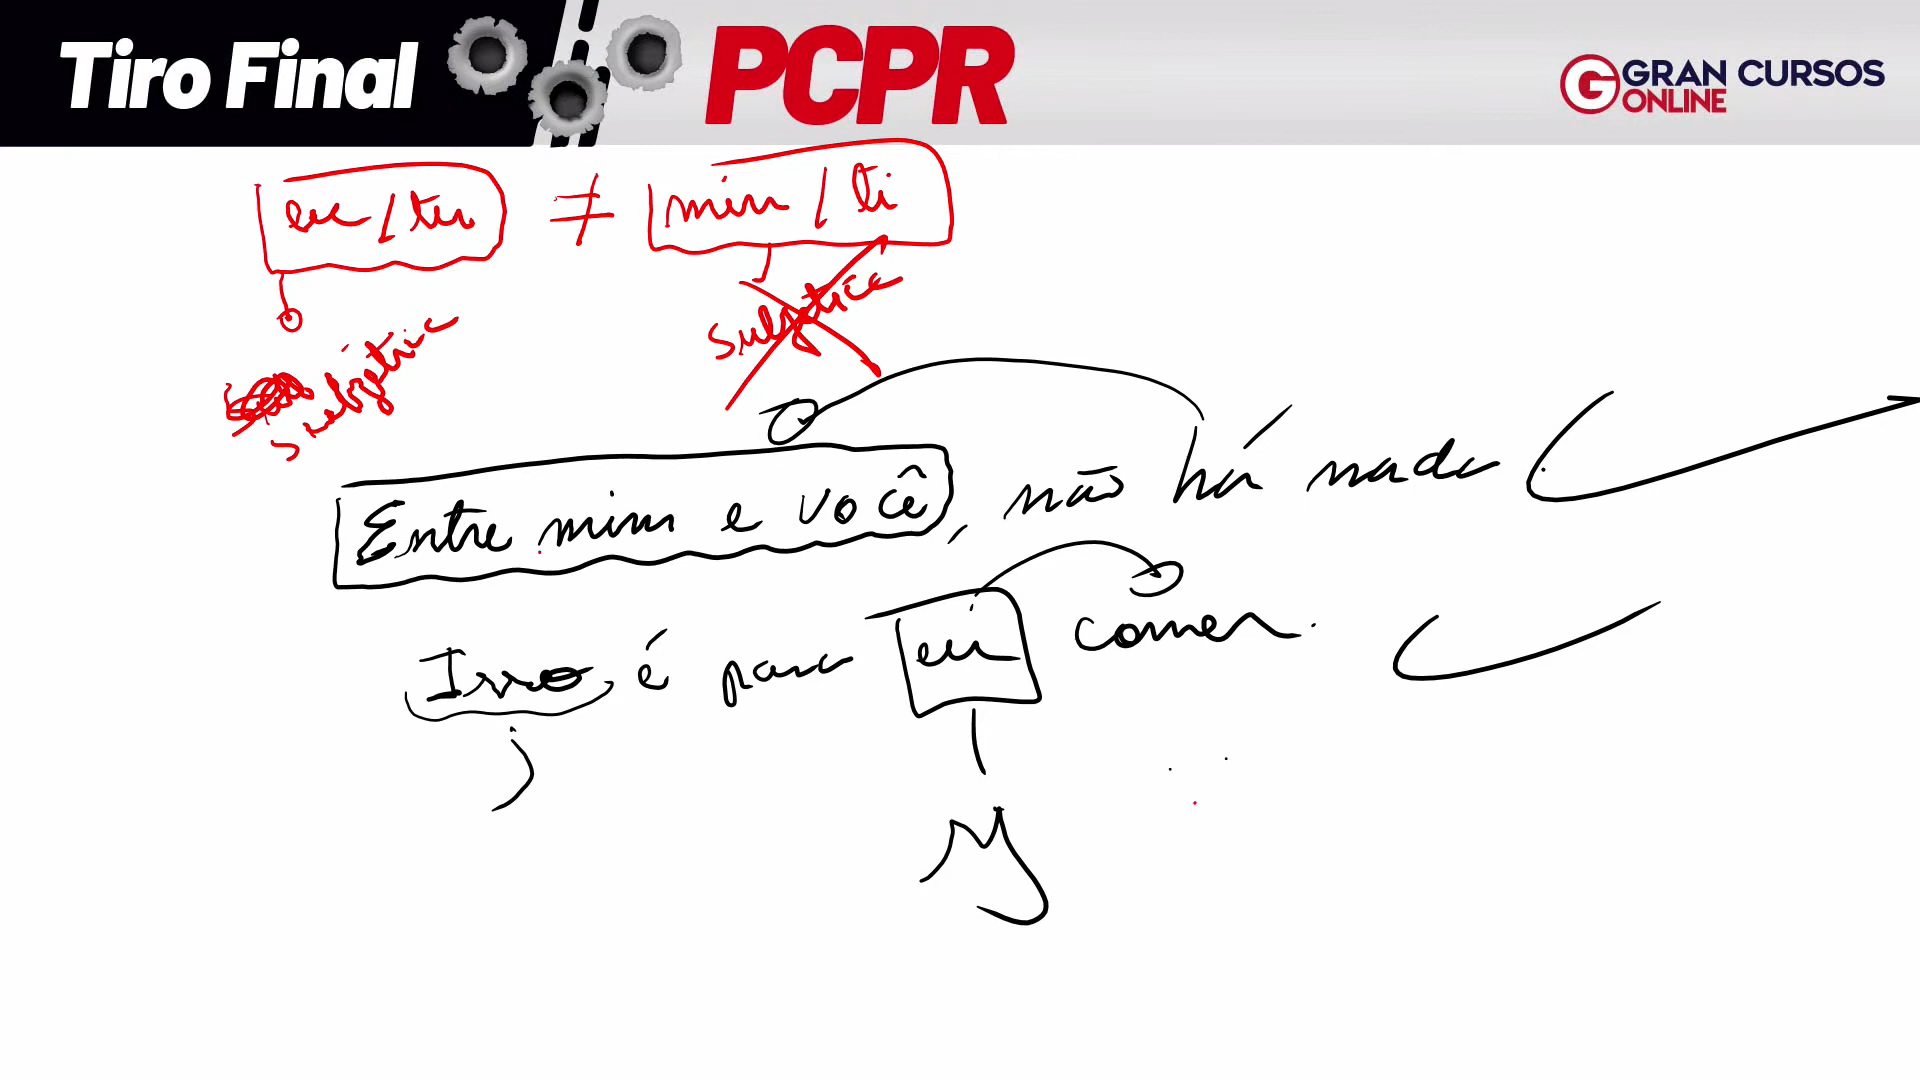 Tiro Final PCPR GRAN CURSOS ONLINE
eu / tu ≠ mim / ti
Entre mim e você, não há nada
Isso é para eu comer.